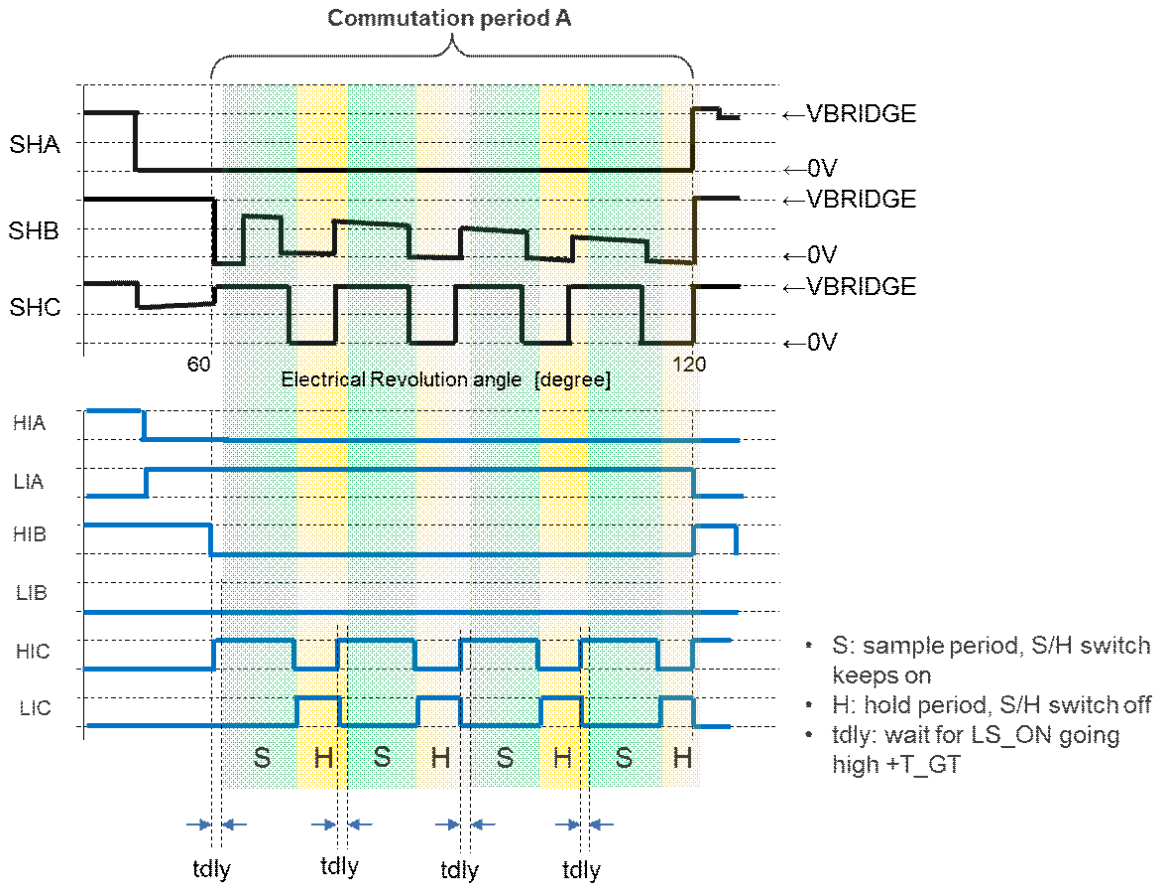 Commutation period A
←VBRIDGE
SHA
←0V
←VBRIDGE
SHB
←0V
←VBRIDGE
SHC
←0V
60
120
Electrical Revolution angle [degree]
HIA
LIA
HIB
LIB
HIC
LIC
S H S H S H S H
• S: sample period, S/H switch
keeps on
• H: hold period, S/H switch off
• tdly: wait for LS_ON going
high +T_GT
tdly tdly tdly tdly